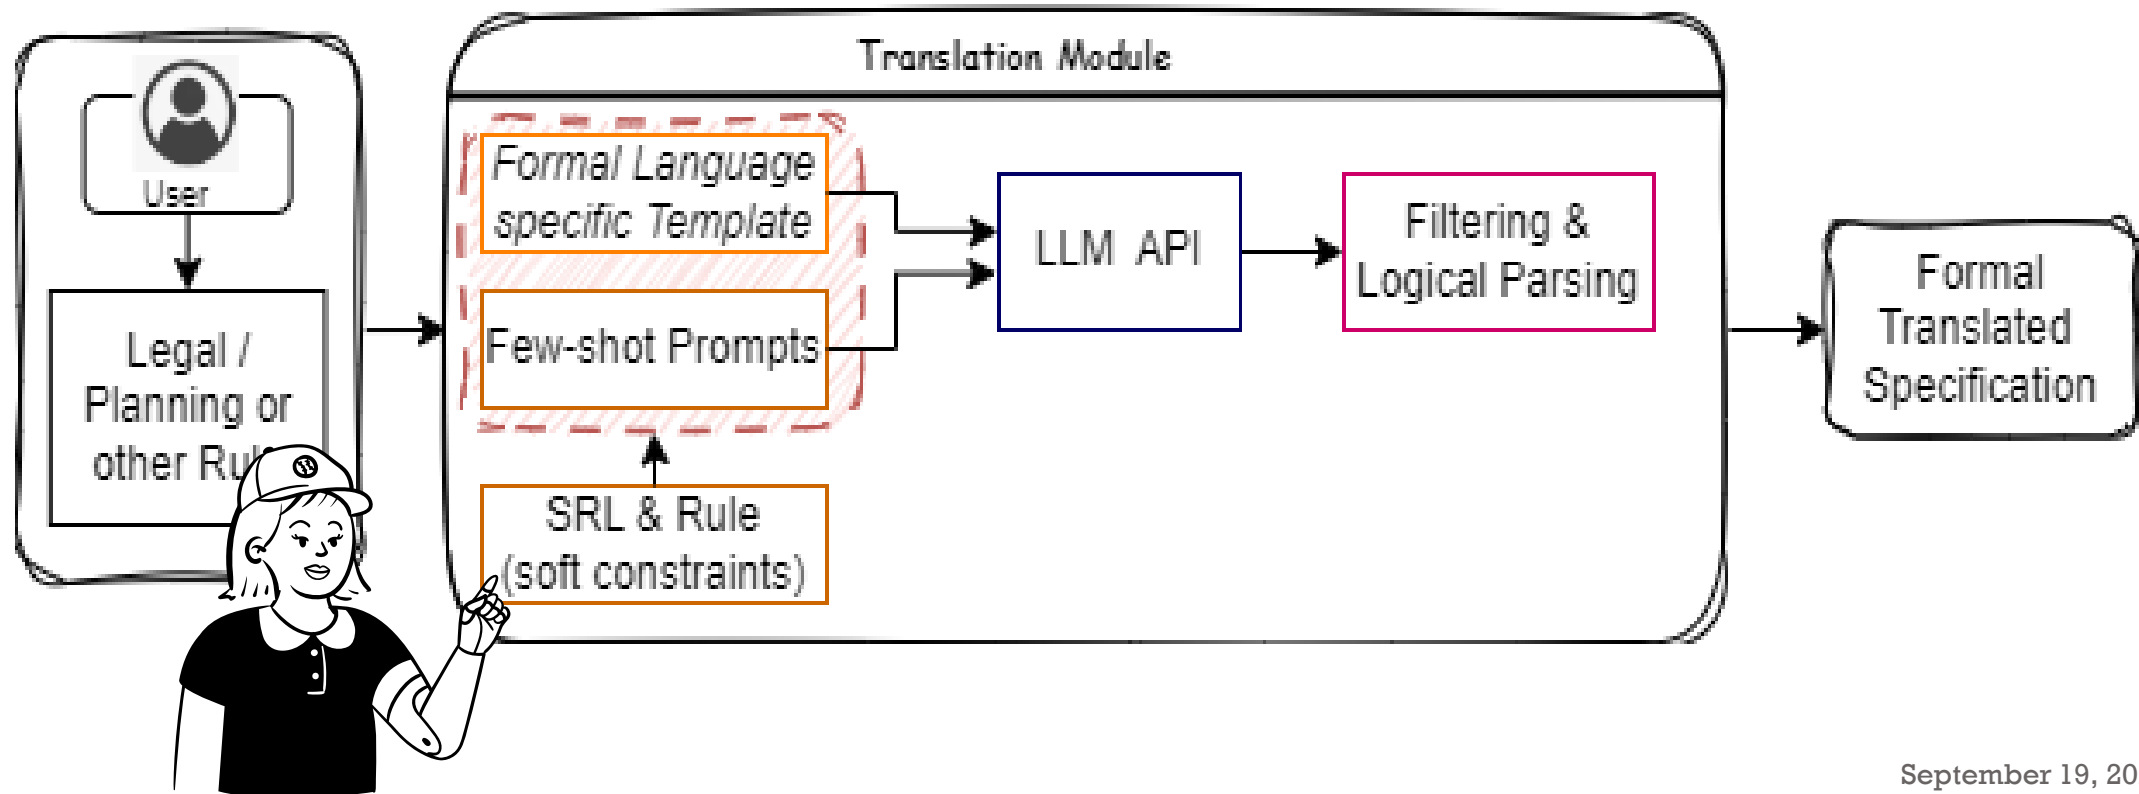 User
Legal /
Planning or
other
Translation Module
Formal Language
specific Template
Few-shot Prompts
SRL & Rule
(soft constraints)
LLM API
Filtering &
Logical Parsing
Formal
Translated
Specification
September 19, 20